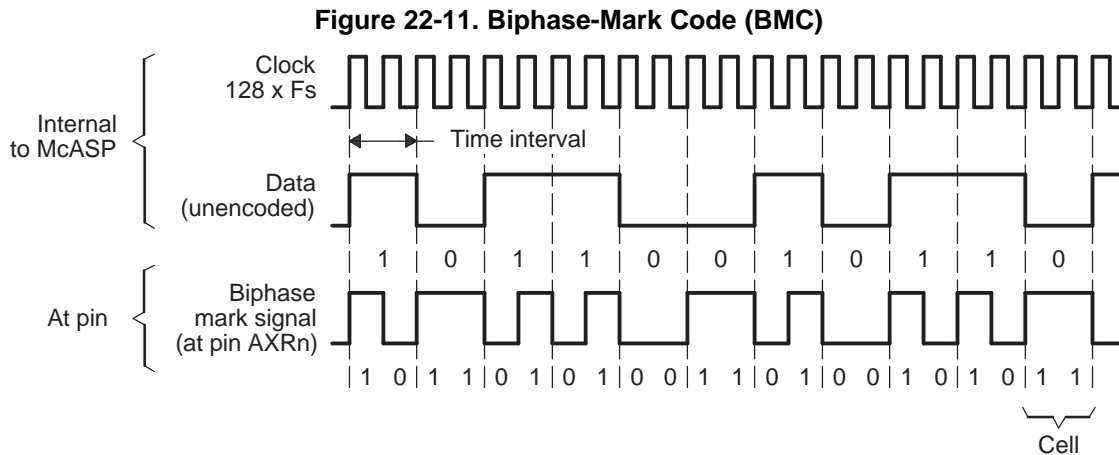 Figure 22-11. Biphase-Mark Code (BMC)
Clock
128 x Fs
Internal
to McASP
Time interval
Data
(unencoded)
1 0 1 1 0 0 1 0 1 1 0
At pin
Biphase
mark signal
(at pin AXRn)
1 0 1 1 0 1 0 1 0 0 1 1 0 1 0 0 1 0 1 0 1 1
Cell